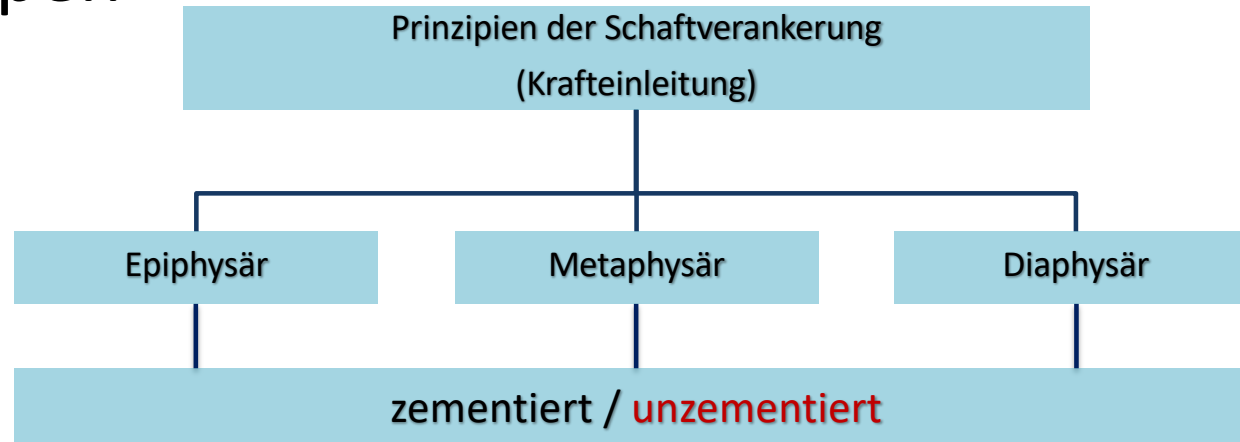 Prinzipien der Schaftverankerung
(Krafteinleitung)
Epiphysär
Metaphysär
Diaphysär
zementiert / unzementiert